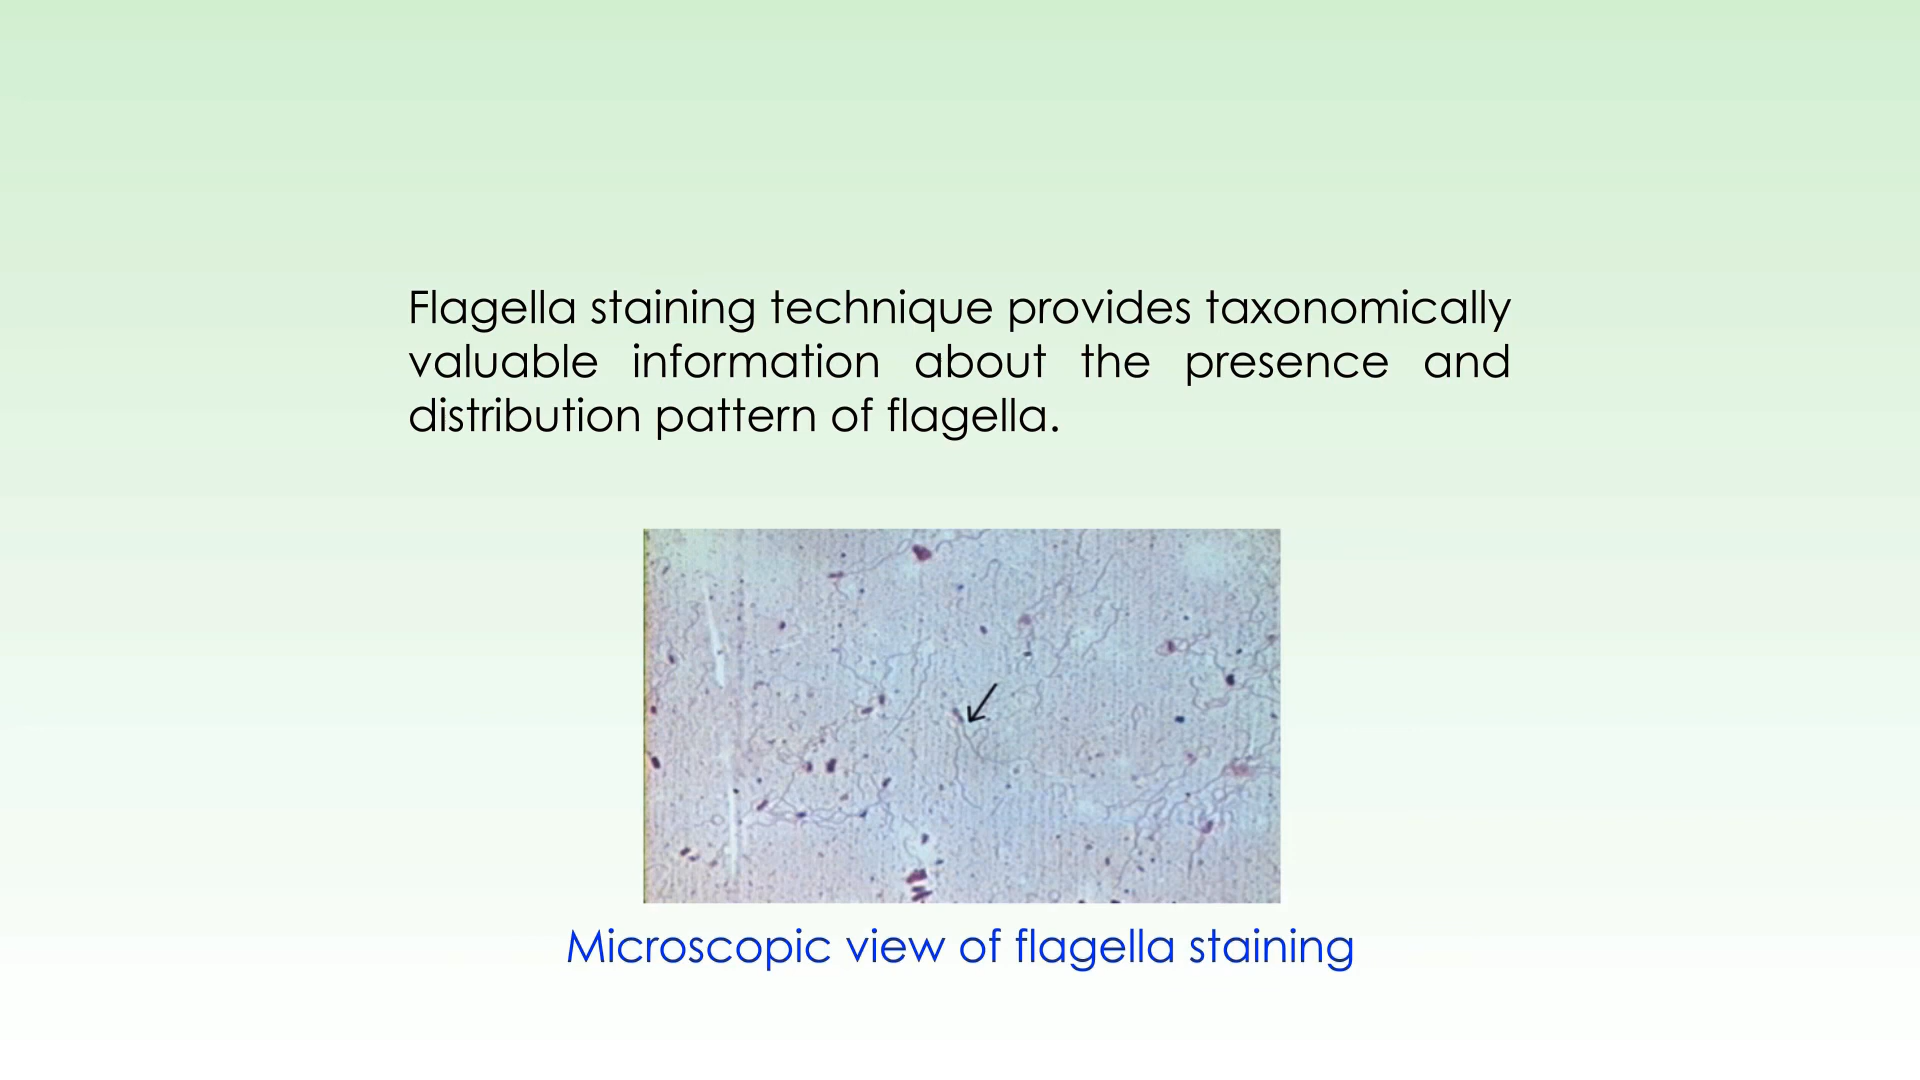 Flagella staining technique provides taxonomically
valuable information about the presence and
distribution pattern of flagella.
Microscopic view of flagella staining